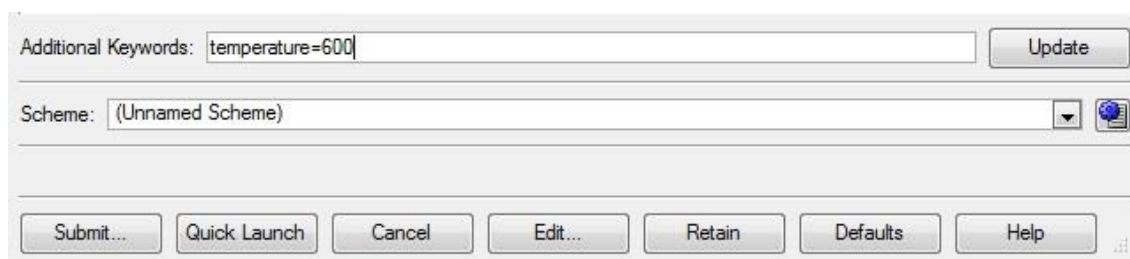 Additional Keywords: temperature=600 Update
Scheme: (Unnamed Scheme)
Submit... Quick Launch Cancel Edit... Retain Defaults Help